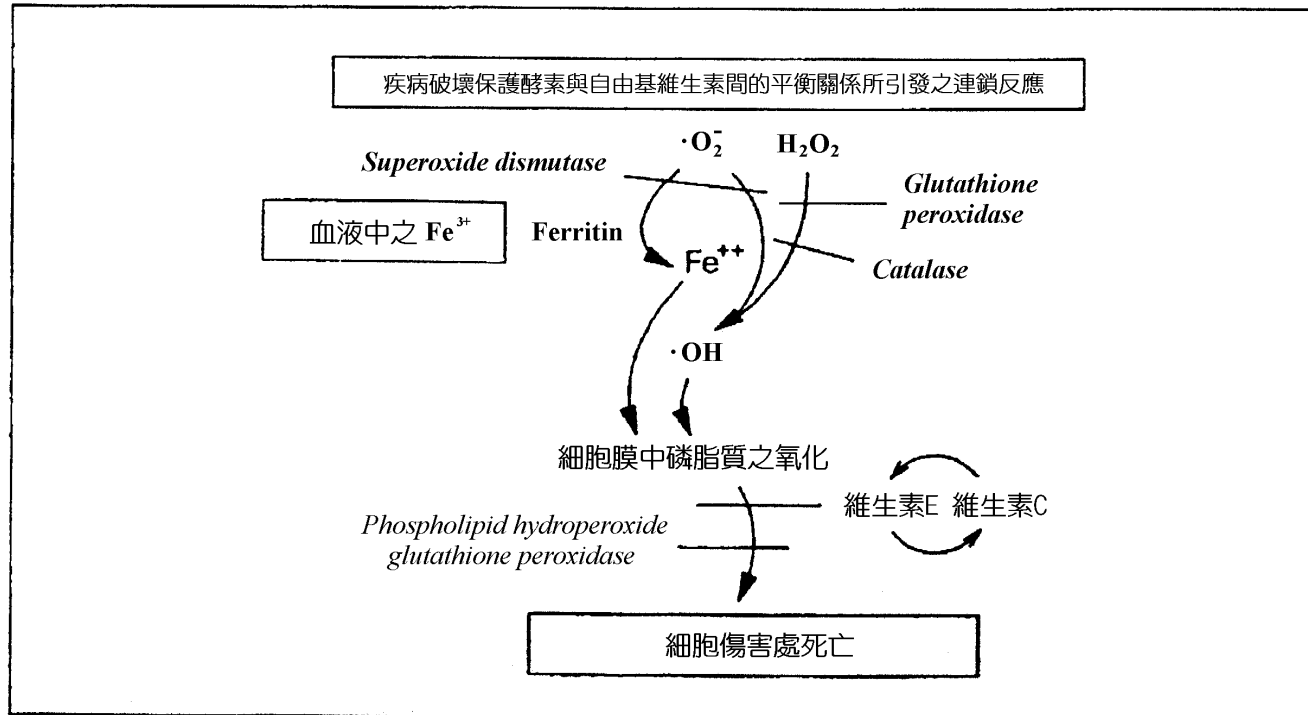 疾病破壞保護酵素與自由基維生素間的平衡關係所引發之連鎖反應
·O₂⁻ H₂O₂
Superoxide dismutase
Glutathione
peroxidase
血液中之 Fe³⁺ Ferritin
Fe⁺⁺
Catalase
·OH
細胞膜中磷脂質之氧化
維生素E 維生素C
Phospholipid hydroperoxide
glutathione peroxidase
細胞傷害處死亡